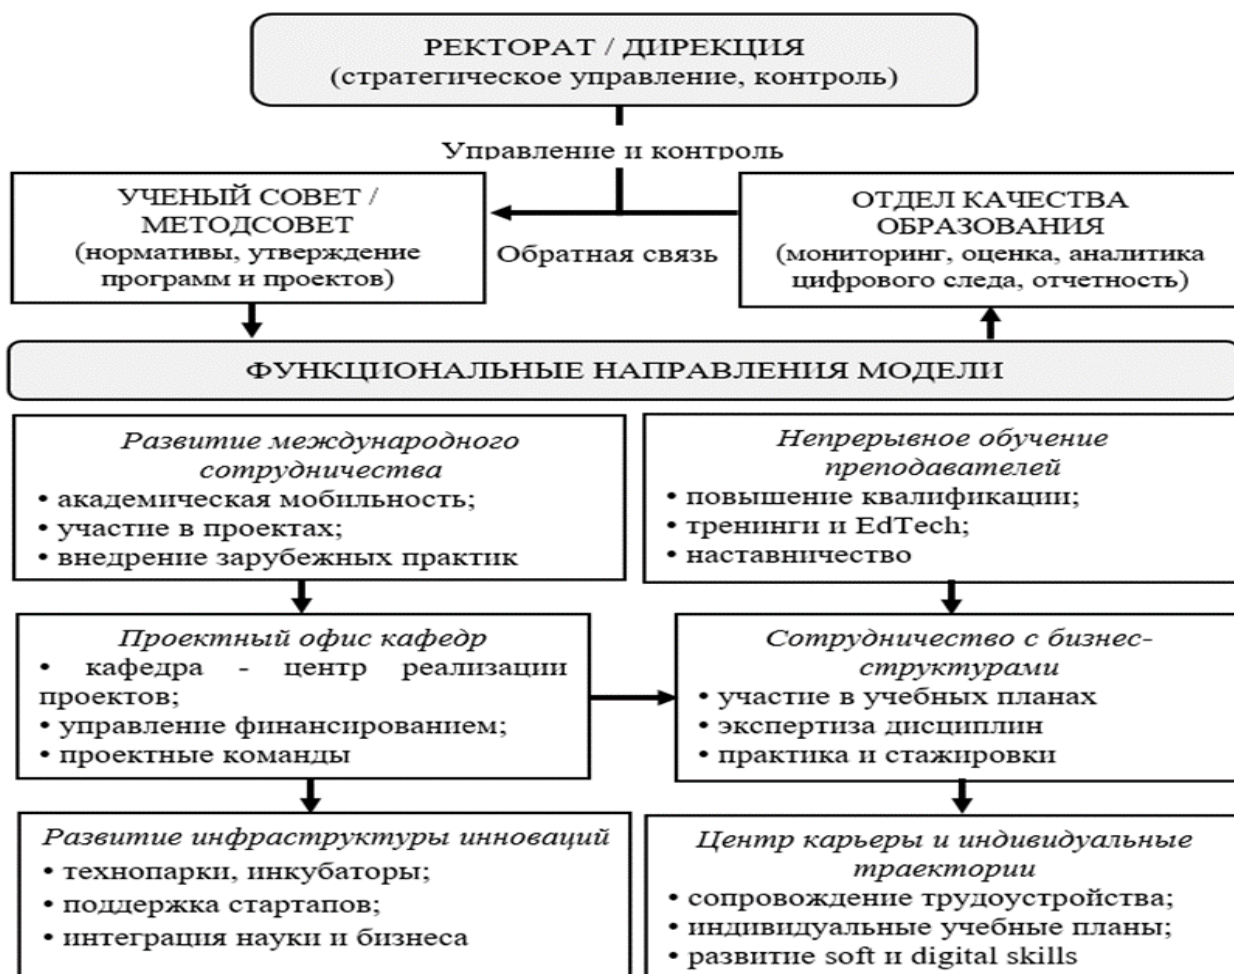 РЕКТОРАТ / ДИРЕКЦИЯ
(стратегическое управление, контроль)
Управление и контроль
УЧЕНЫЙ СОВЕТ /
МЕТОДСОВЕТ
(нормативы, утверждение
программ и проектов)
Обратная связь
ОТДЕЛ КАЧЕСТВА
ОБРАЗОВАНИЯ
(мониторинг, оценка, аналитика
цифрового следа, отчетность)
ФУНКЦИОНАЛЬНЫЕ НАПРАВЛЕНИЯ МОДЕЛИ
Развитие международного
сотрудничества
• академическая мобильность;
• участие в проектах;
• внедрение зарубежных практик
Непрерывное обучение
преподавателей
• повышение квалификации;
• тренинги и EdTech;
• наставничество
Проектный офис кафедр
• кафедра - центр реализации
проектов;
• управление финансированием;
• проектные команды
Сотрудничество с бизнес-
структурами
• участие в учебных планах
• экспертиза дисциплин
• практика и стажировки
Развитие инфраструктуры инноваций
• технопарки, инкубаторы;
• поддержка стартапов;
• интеграция науки и бизнеса
Центр карьеры и индивидуальные
траектории
• сопровождение трудоустройства;
• индивидуальные учебные планы;
• развитие soft и digital skills